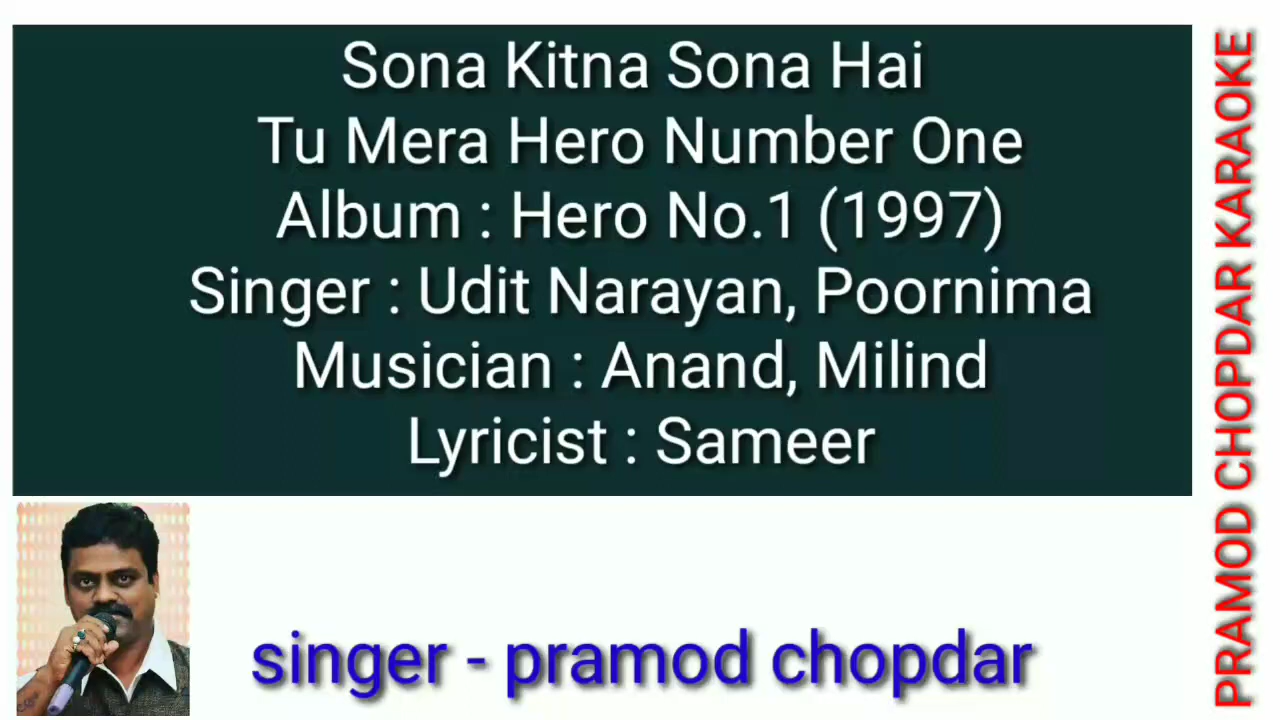 Sona Kitna Sona Hai
Tu Mera Hero Number One
Album : Hero No.1 (1997)
Singer : Udit Narayan, Poornima
Musician : Anand, Milind
Lyricist : Sameer
singer - pramod chopdar
PRAMOD CHOPDAR KARAOKE